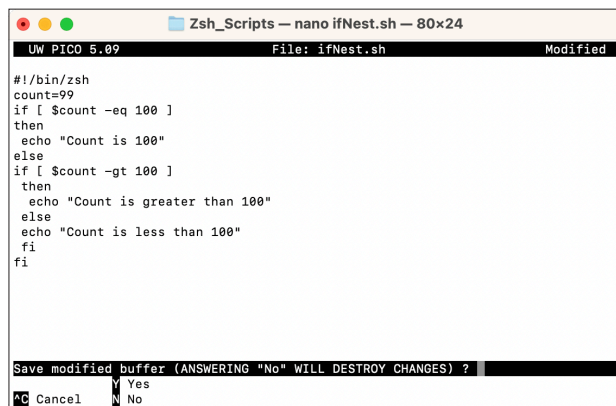 Zsh_Scripts — nano ifNest.sh — 80×24
UW PICO 5.09 File: ifNest.sh Modified
#!/bin/zsh
count=99
if [ $count -eq 100 ]
then
 echo "Count is 100"
else
if [ $count -gt 100 ]
 then
  echo "Count is greater than 100"
 else
 echo "Count is less than 100"
 fi
fi
Save modified buffer (ANSWERING "No" WILL DESTROY CHANGES) ?
Y Yes
^C Cancel N No